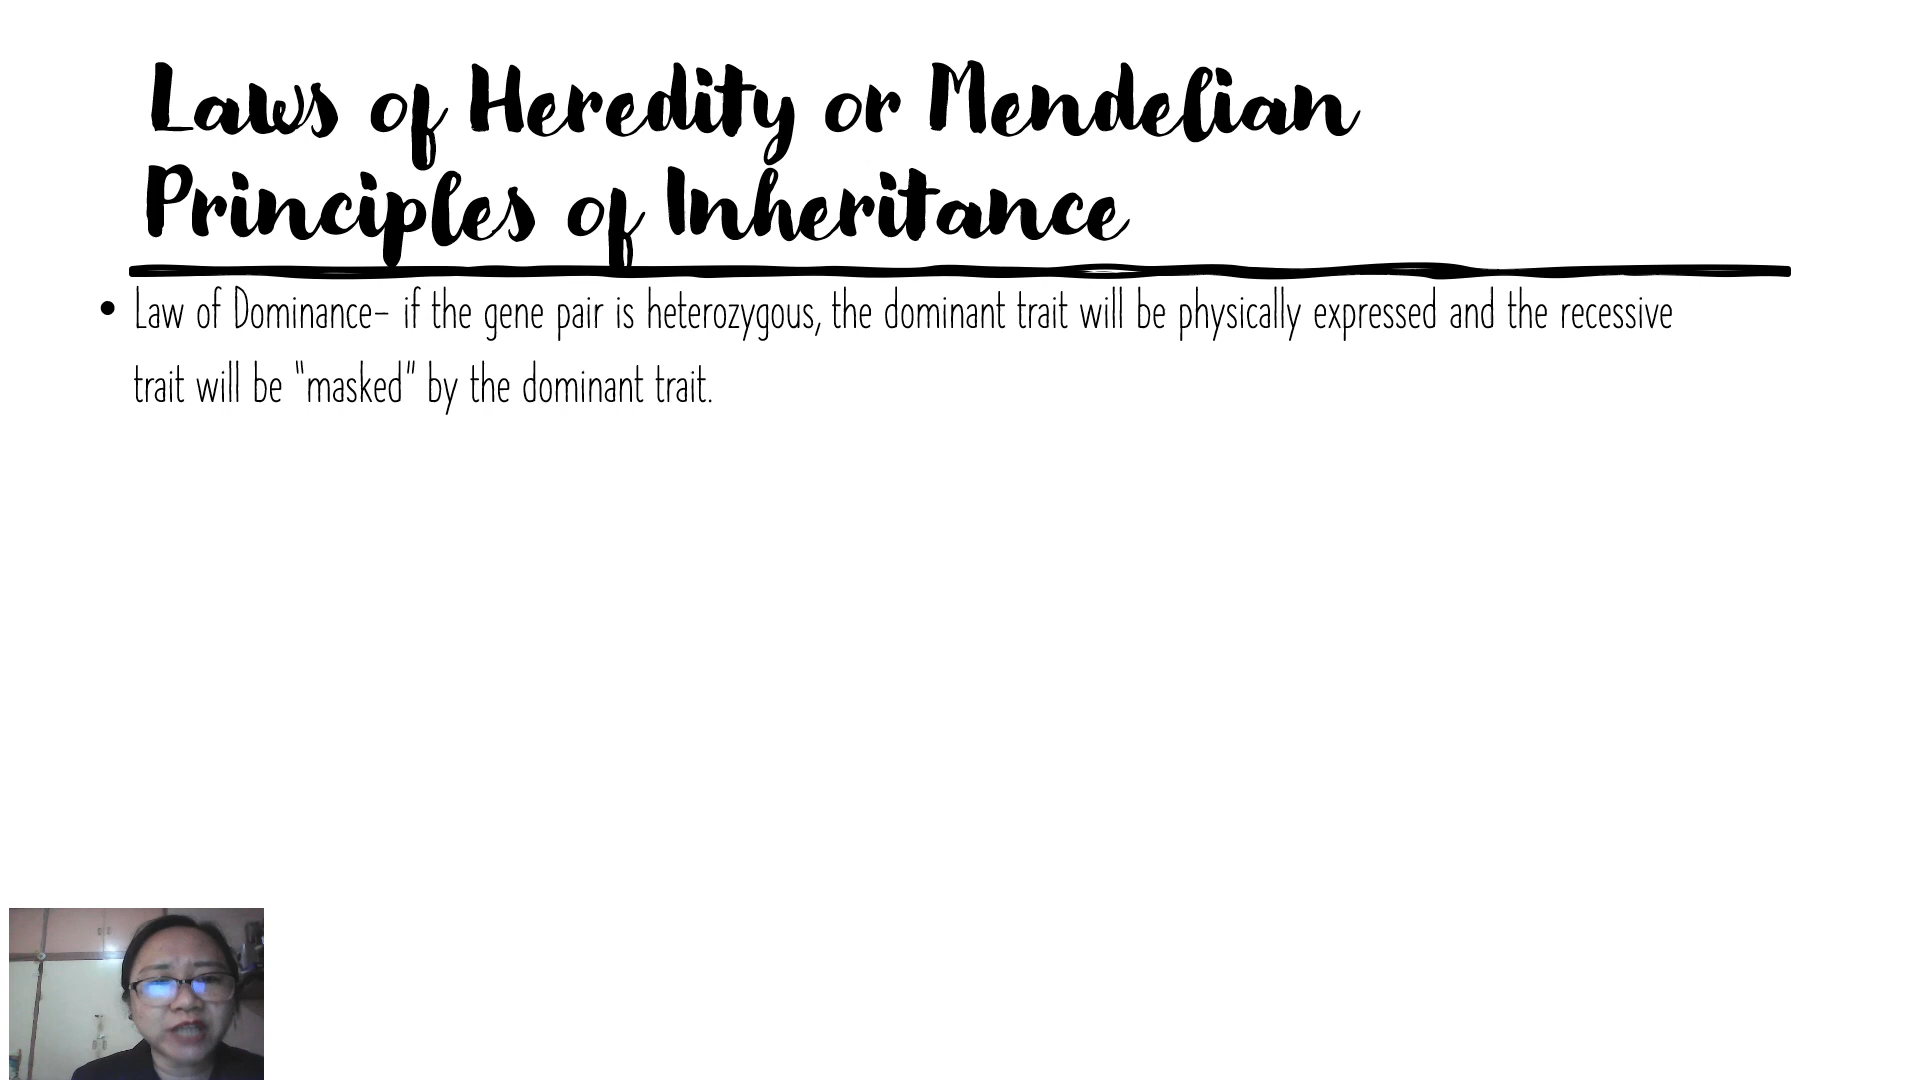 Laws of Heredity or Mendelian
Principles of Inheritance
• Law of Dominance- if the gene pair is heterozygous, the dominant trait will be physically expressed and the recessive
trait will be "masked" by the dominant trait.